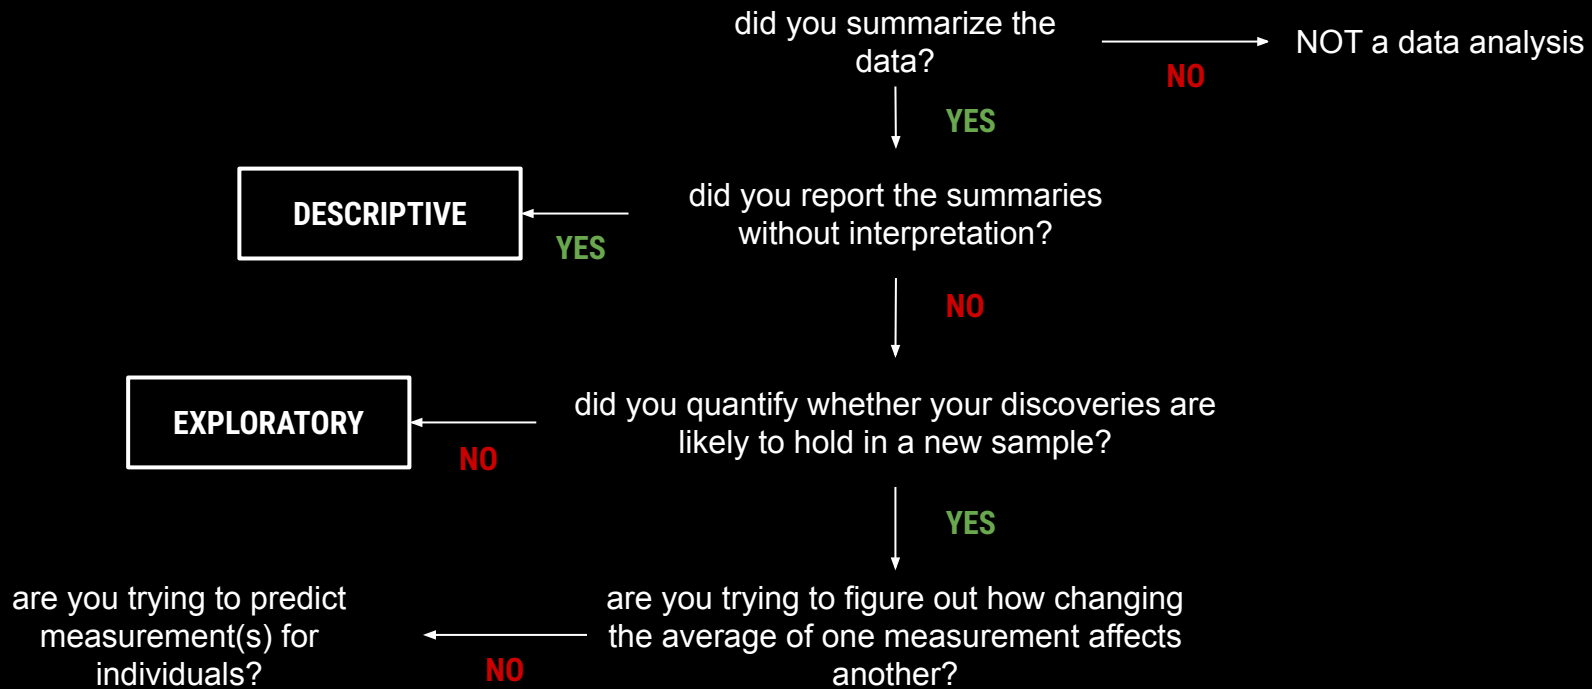 did you summarize the
data?
NO
NOT a data analysis
YES
DESCRIPTIVE
YES
did you report the summaries
without interpretation?
NO
EXPLORATORY
NO
did you quantify whether your discoveries are
likely to hold in a new sample?
YES
are you trying to predict
measurement(s) for
individuals?
NO
are you trying to figure out how changing
the average of one measurement affects
another?